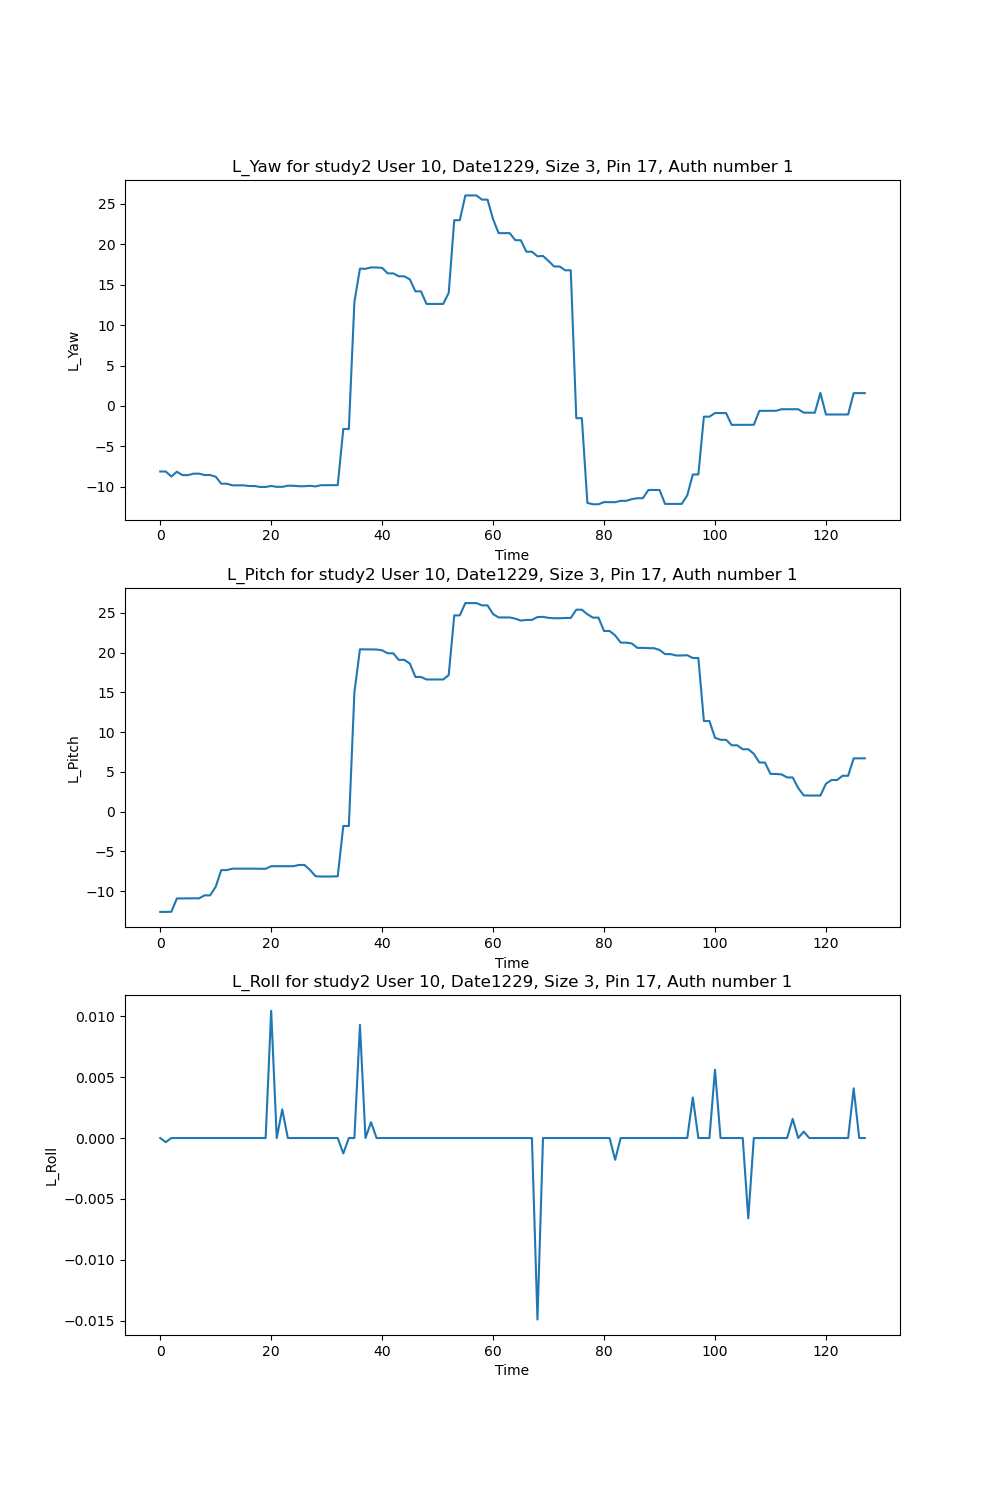 L_Yaw for study2 User 10, Date1229, Size 3, Pin 17, Auth number 1
25
20
15
10
5
0
−5
−10
L_Yaw
0 20 40 60 80 100 120
Time
L_Pitch for study2 User 10, Date1229, Size 3, Pin 17, Auth number 1
25
20
15
10
5
0
−5
−10
L_Pitch
0 20 40 60 80 100 120
Time
L_Roll for study2 User 10, Date1229, Size 3, Pin 17, Auth number 1
0.010
0.005
0.000
−0.005
−0.010
−0.015
L_Roll
0 20 40 60 80 100 120
Time